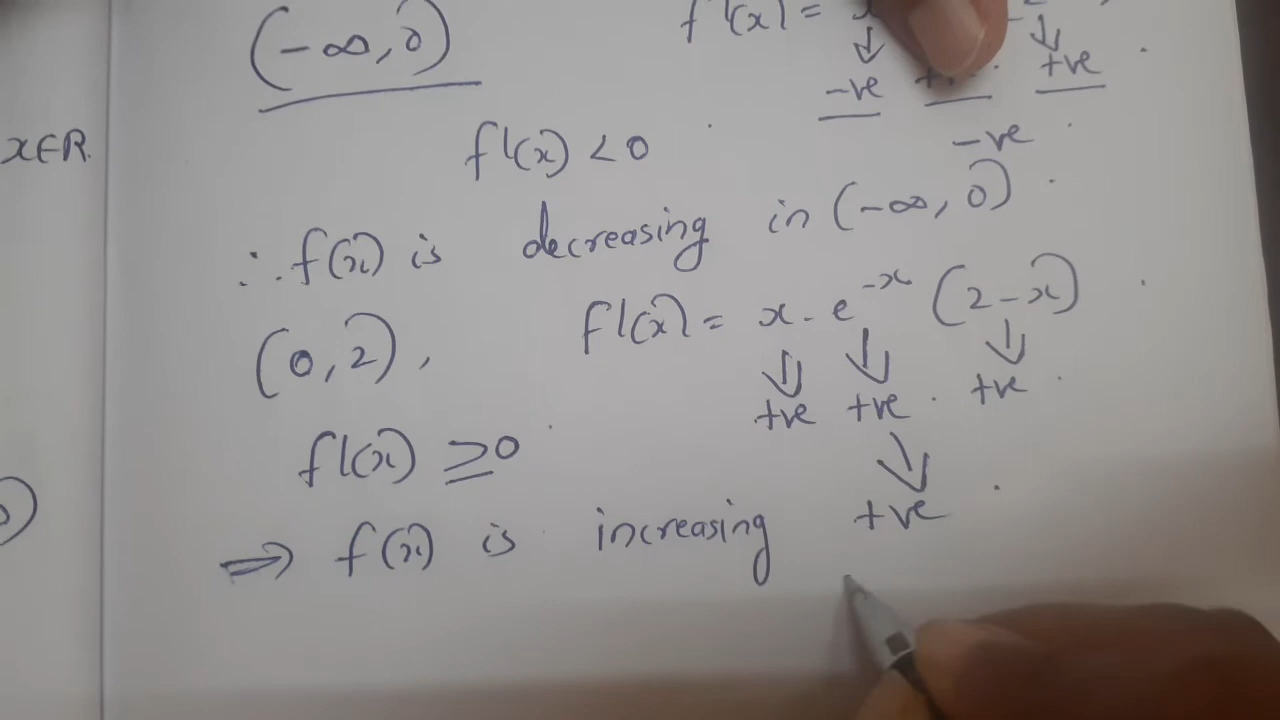 (-∞, 0)
f'(x) =
-ve +ve
x∈R.
f'(x) < 0
-ve
∴ f(x) is decreasing in (-∞, 0)
(0, 2), f'(x) = x · e^{-x} (2-x)
+ve +ve +ve
f'(x) ≥ 0
+ve
⇒ f(x) is increasing